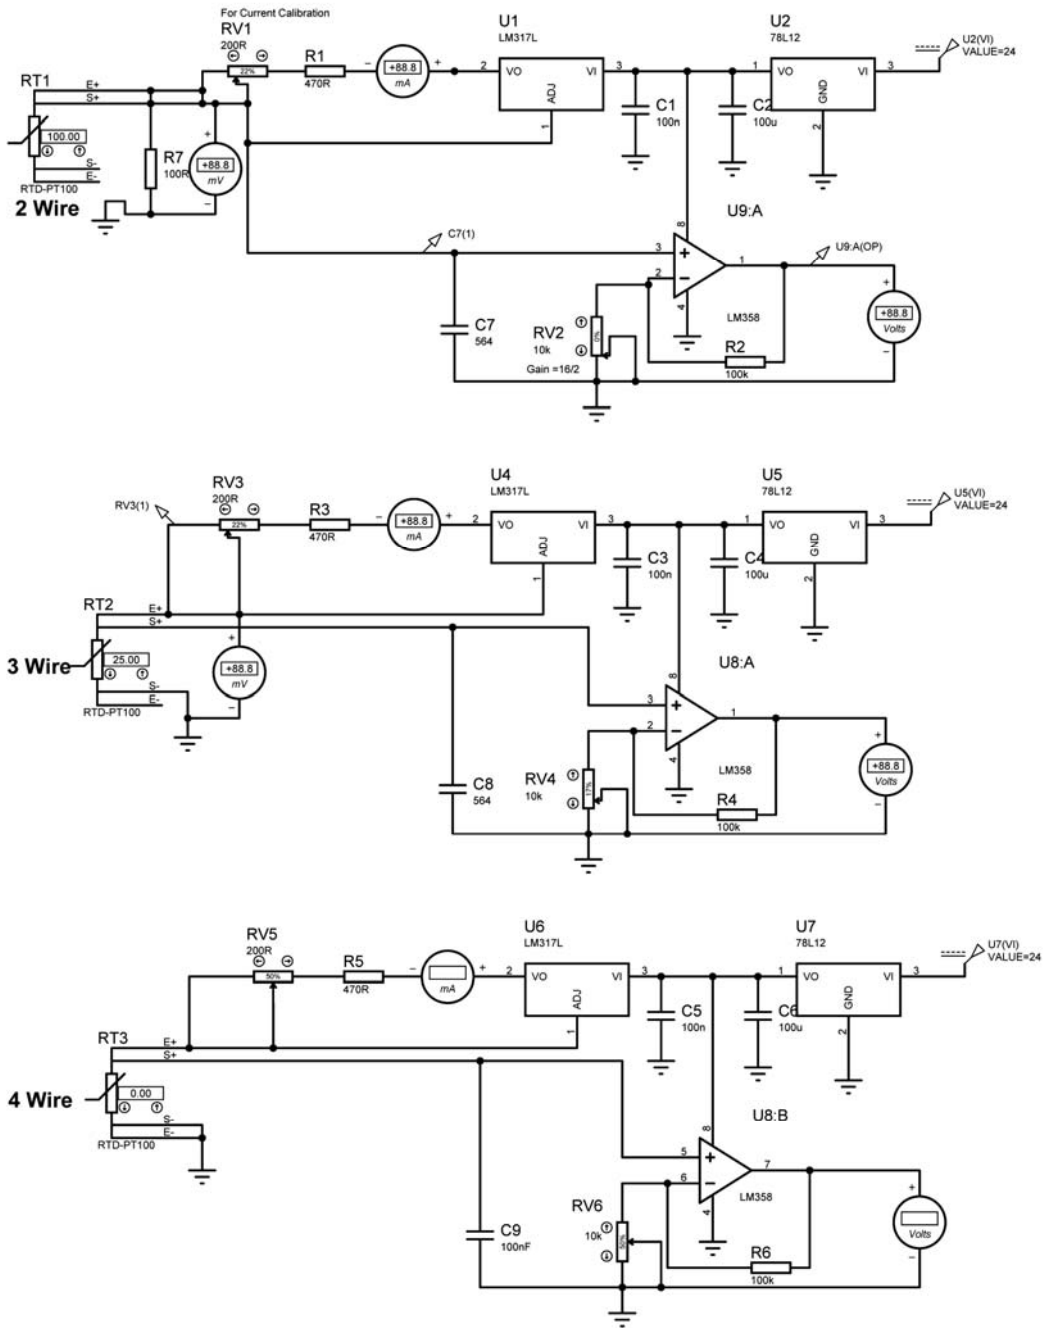 For Current Calibration
RV1
200R
22%
R1
470R
+88.8
mA
U1
LM317L
VO
VI
ADJ
2
3
1
U2
78L12
VO
VI
GND
1
3
2
U2(VI)
VALUE=24
C1
100n
C2
100u
RT1
E+
S+
100.00
S-
E-
RTD-PT100
2 Wire
R7
100R
+88.8
mV
C7(1)
U9:A
8
3
2
1
4
LM358
U9:A(OP)
+88.8
Volts
C7
564
RV2
10k
0%
Gain =16/2
R2
100k
RV3(1)
RV3
200R
22%
R3
470R
+88.8
mA
U4
LM317L
VO
VI
ADJ
2
3
1
U5
78L12
VO
VI
GND
1
3
2
U5(VI)
VALUE=24
C3
100n
C4
100u
RT2
E+
S+
25.00
S-
E-
RTD-PT100
3 Wire
+88.8
mV
U8:A
8
3
2
1
4
LM358
+88.8
Volts
C8
564
RV4
10k
17%
R4
100k
RV5
200R
50%
R5
470R
mA
U6
LM317L
VO
VI
ADJ
2
3
1
U7
78L12
VO
VI
GND
1
3
2
U7(VI)
VALUE=24
C5
100n
C6
100u
RT3
E+
S+
0.00
S-
E-
RTD-PT100
4 Wire
U8:B
8
5
6
7
4
LM358
Volts
C9
100nF
RV6
10k
50%
R6
100k